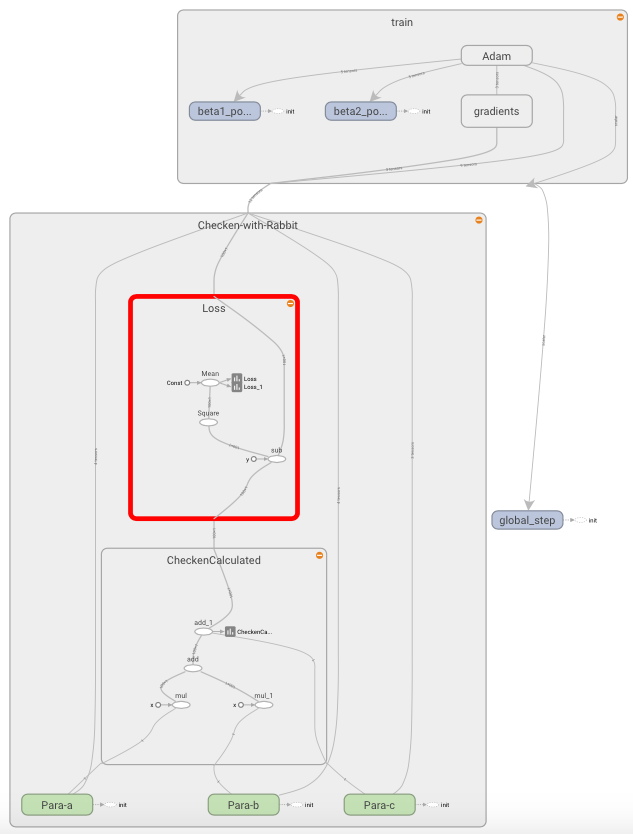 train
Adam
beta1_po...
init
beta2_po...
init
gradients
Checken-with-Rabbit
Loss
Mean
Const
Loss
Loss_1
Square
sub
y
global_step
init
CheckenCalculated
add_1
CheckenCa...
add
mul
x
mul_1
x
Para-a
init
Para-b
init
Para-c
init